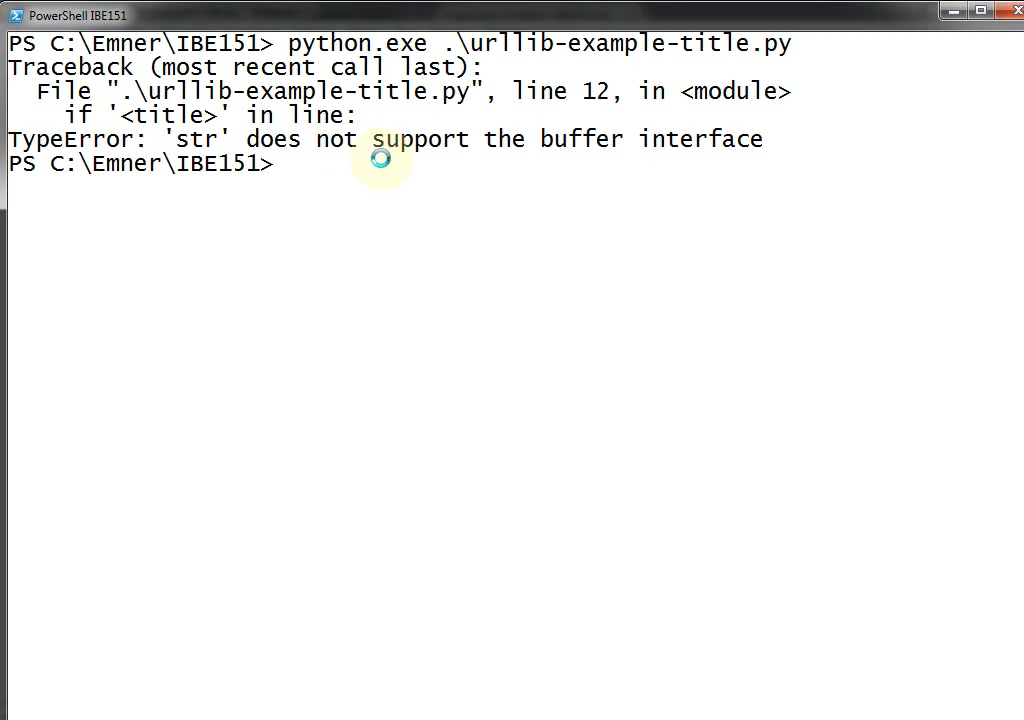 PowerShell IBE151
PS C:\Emner\IBE151> python.exe .\urllib-example-title.py
Traceback (most recent call last):
  File ".\urllib-example-title.py", line 12, in <module>
    if '<title>' in line:
TypeError: 'str' does not support the buffer interface
PS C:\Emner\IBE151>